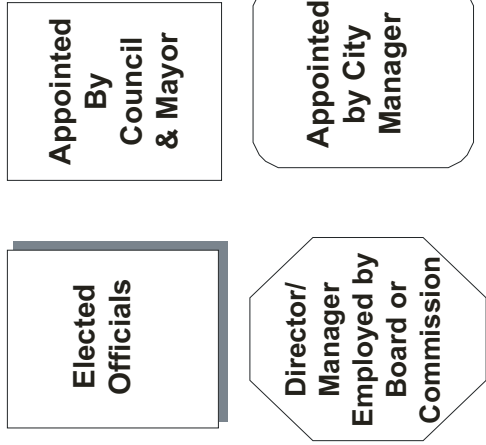 Elected
Officials
Appointed
By
Council
& Mayor
Director/
Manager
Employed by
Board or
Commission
Appointed
by City
Manager